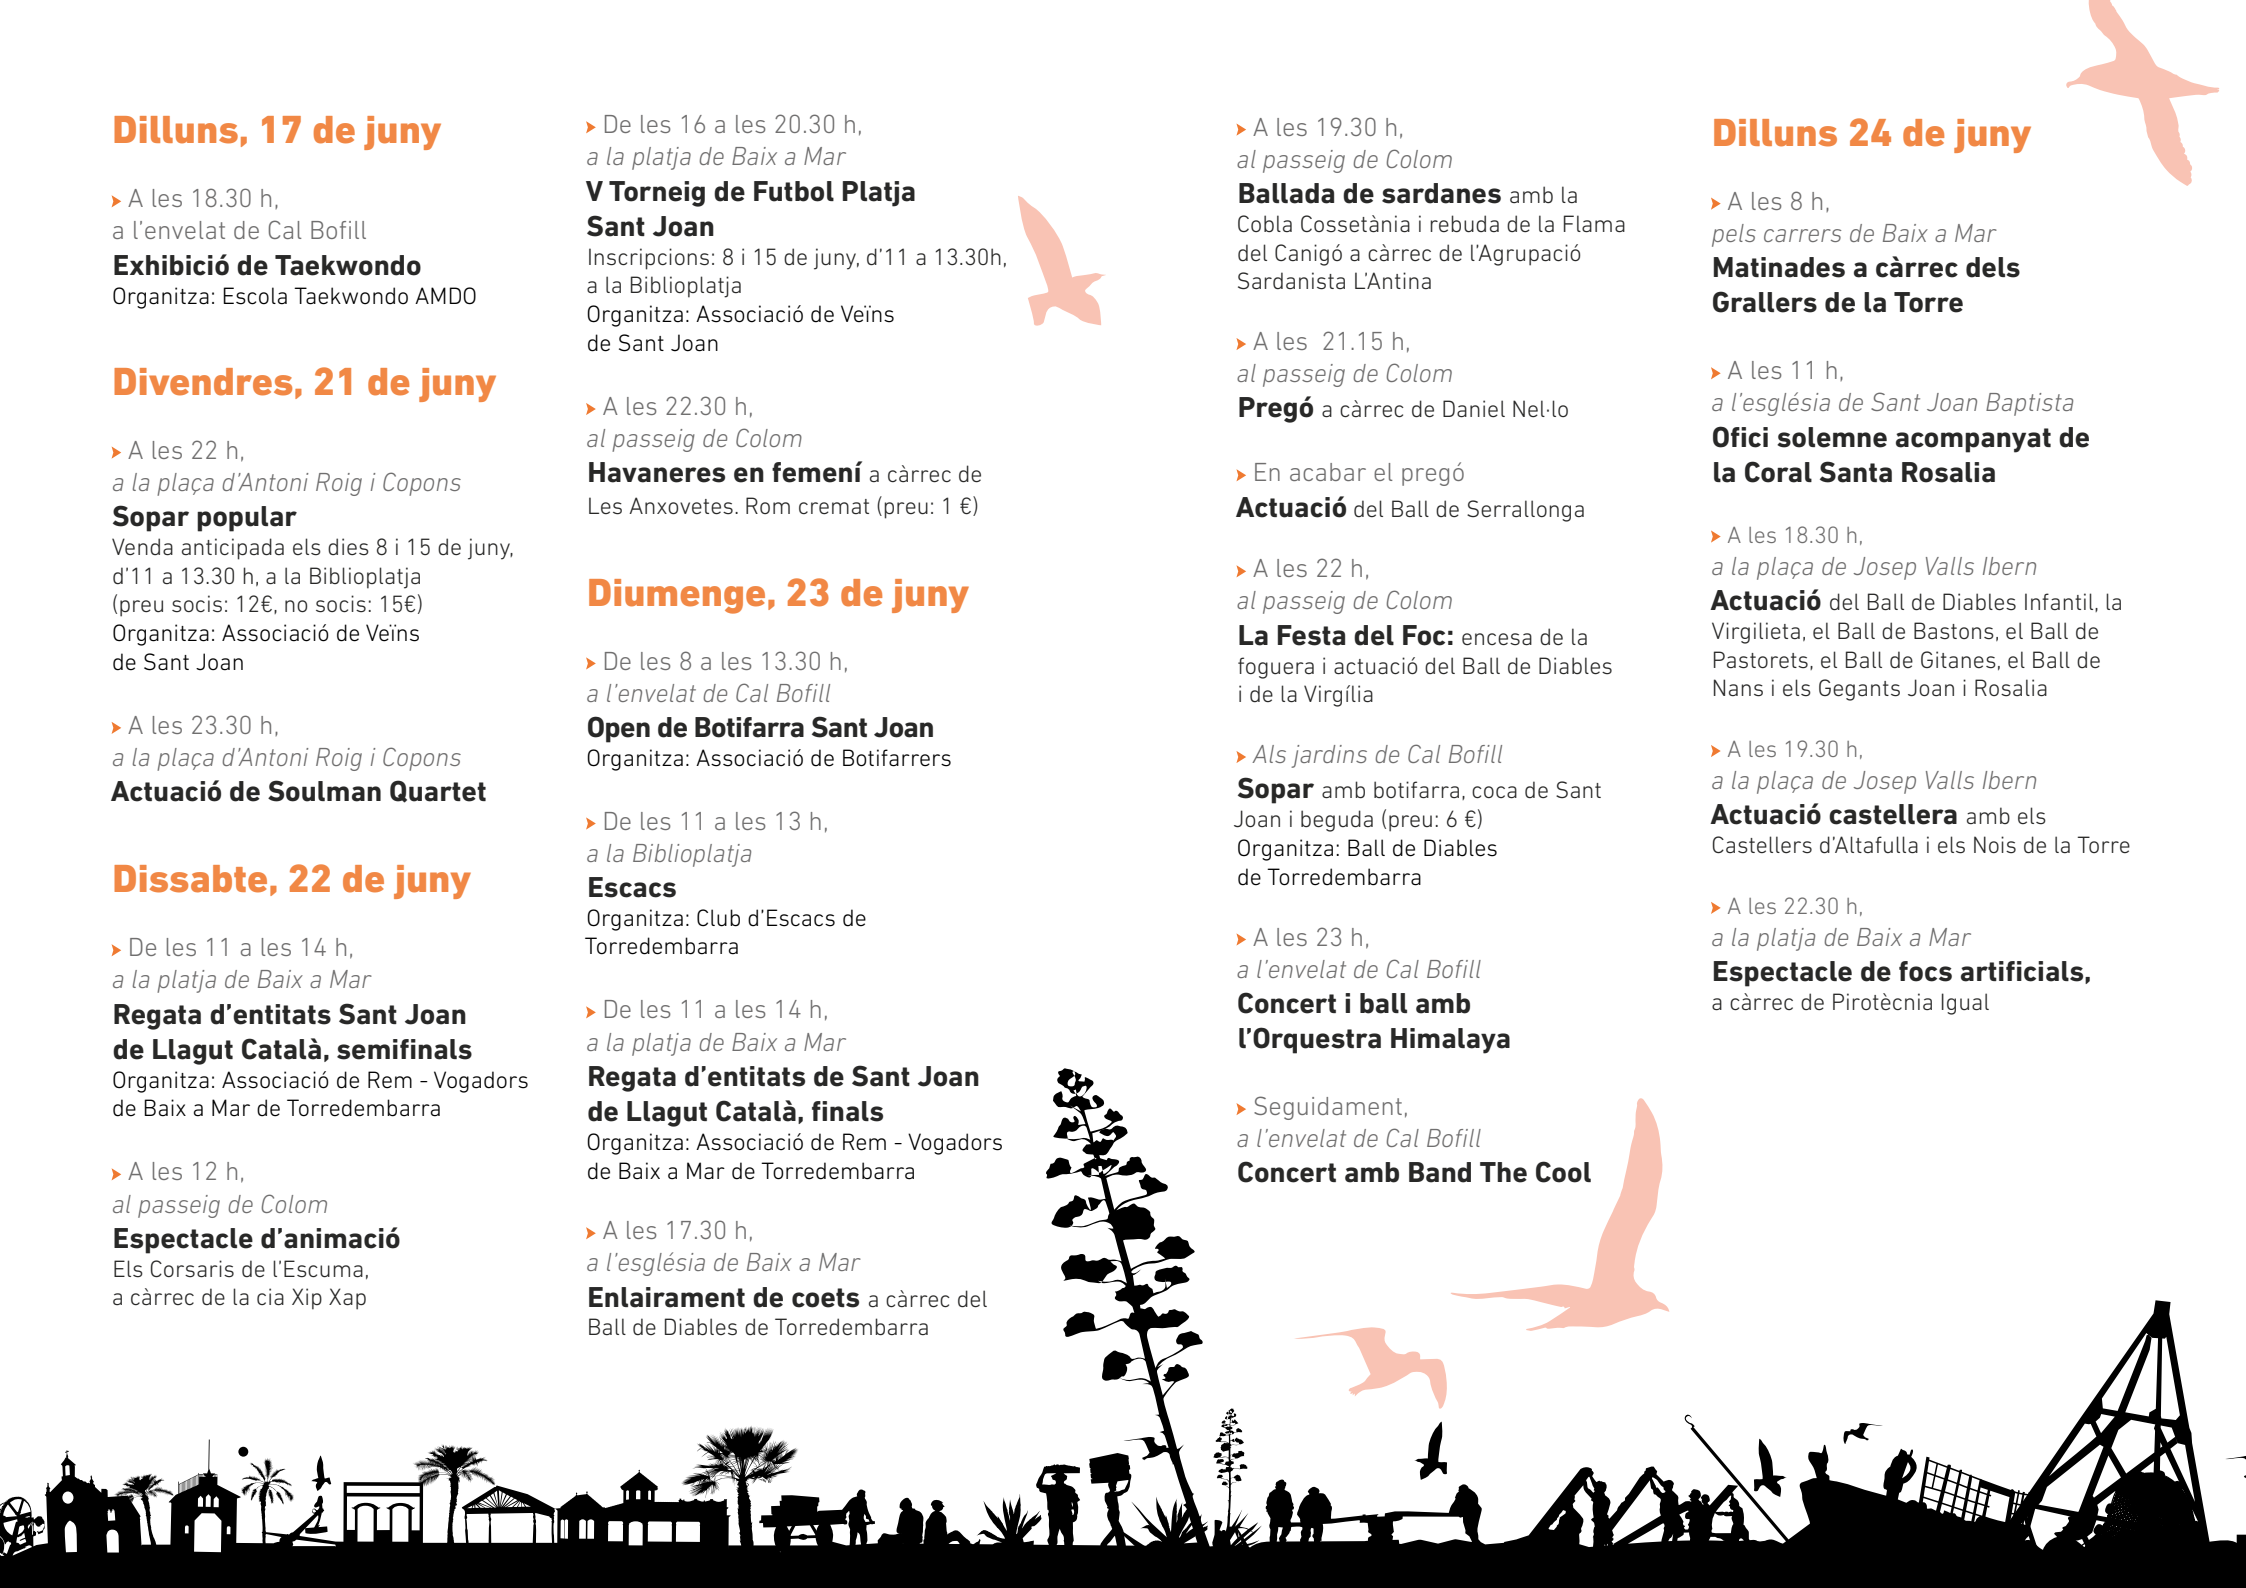 Dilluns, 17 de juny
A les 18.30 h,
a l’envelat de Cal Bofill
Exhibició de Taekwondo
Organitza: Escola Taekwondo AMDO
Divendres, 21 de juny
A les 22 h,
a la plaça d’Antoni Roig i Copons
Sopar popular
Venda anticipada els dies 8 i 15 de juny,
d’11 a 13.30 h, a la Biblioplatja
(preu socis: 12€, no socis: 15€)
Organitza: Associació de Veïns
de Sant Joan
A les 23.30 h,
a la plaça d’Antoni Roig i Copons
Actuació de Soulman Quartet
Dissabte, 22 de juny
De les 11 a les 14 h,
a la platja de Baix a Mar
Regata d’entitats Sant Joan
de Llagut Català, semifinals
Organitza: Associació de Rem - Vogadors
de Baix a Mar de Torredembarra
A les 12 h,
al passeig de Colom
Espectacle d’animació
Els Corsaris de l’Escuma,
a càrrec de la cia Xip Xap
De les 16 a les 20.30 h,
a la platja de Baix a Mar
V Torneig de Futbol Platja
Sant Joan
Inscripcions: 8 i 15 de juny, d’11 a 13.30h,
a la Biblioplatja
Organitza: Associació de Veïns
de Sant Joan
A les 22.30 h,
al passeig de Colom
Havaneres en femení a càrrec de
Les Anxovetes. Rom cremat (preu: 1 €)
Diumenge, 23 de juny
De les 8 a les 13.30 h,
a l’envelat de Cal Bofill
Open de Botifarra Sant Joan
Organitza: Associació de Botifarrers
De les 11 a les 13 h,
a la Biblioplatja
Escacs
Organitza: Club d’Escacs de
Torredembarra
De les 11 a les 14 h,
a la platja de Baix a Mar
Regata d’entitats de Sant Joan
de Llagut Català, finals
Organitza: Associació de Rem - Vogadors
de Baix a Mar de Torredembarra
A les 17.30 h,
a l’església de Baix a Mar
Enlairament de coets a càrrec del
Ball de Diables de Torredembarra
A les 19.30 h,
al passeig de Colom
Ballada de sardanes amb la
Cobla Cossetània i rebuda de la Flama
del Canigó a càrrec de l’Agrupació
Sardanista L’Antina
A les 21.15 h,
al passeig de Colom
Pregó a càrrec de Daniel Nel·lo
En acabar el pregó
Actuació del Ball de Serrallonga
A les 22 h,
al passeig de Colom
La Festa del Foc: encesa de la
foguera i actuació del Ball de Diables
i de la Virgília
Als jardins de Cal Bofill
Sopar amb botifarra, coca de Sant
Joan i beguda (preu: 6 €)
Organitza: Ball de Diables
de Torredembarra
A les 23 h,
a l’envelat de Cal Bofill
Concert i ball amb
l’Orquestra Himalaya
Seguidament,
a l’envelat de Cal Bofill
Concert amb Band The Cool
Dilluns 24 de juny
A les 8 h,
pels carrers de Baix a Mar
Matinades a càrrec dels
Grallers de la Torre
A les 11 h,
a l’església de Sant Joan Baptista
Ofici solemne acompanyat de
la Coral Santa Rosalia
A les 18.30 h,
a la plaça de Josep Valls Ibern
Actuació del Ball de Diables Infantil, la
Virgilieta, el Ball de Bastons, el Ball de
Pastorets, el Ball de Gitanes, el Ball de
Nans i els Gegants Joan i Rosalia
A les 19.30 h,
a la plaça de Josep Valls Ibern
Actuació castellera amb els
Castellers d’Altafulla i els Nois de la Torre
A les 22.30 h,
a la platja de Baix a Mar
Espectacle de focs artificials,
a càrrec de Pirotècnia Igual